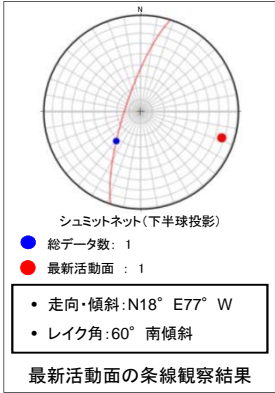 N
シュミットネット(下半球投影)
総データ数: 1
最新活動面 : 1
• 走向・傾斜:N18° E77° W
• レイク角:60° 南傾斜
最新活動面の条線観察結果